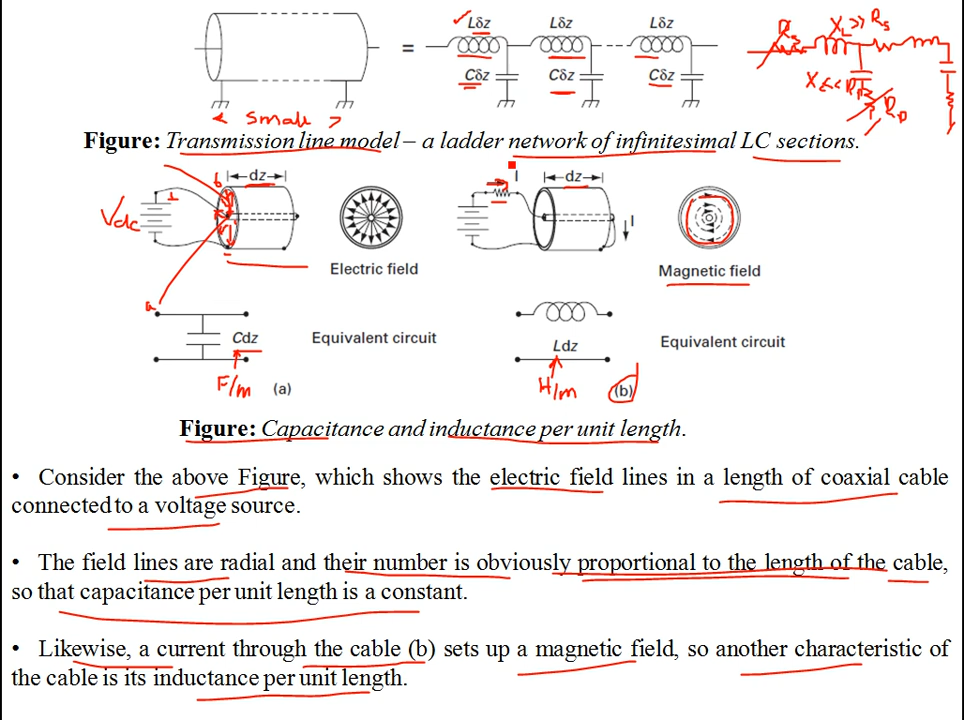 Lδz Lδz Lδz
Rs XL >> Rs
= Cδz Cδz Cδz
X << RD
RD
< Small >
Figure: Transmission line model – a ladder network of infinitesimal LC sections.
b dz I dz
Vdc
I
Electric field Magnetic field
a
Cdz Equivalent circuit Ldz Equivalent circuit
F/m (a) H/m (b)
Figure: Capacitance and inductance per unit length.
• Consider the above Figure, which shows the electric field lines in a length of coaxial cable
connected to a voltage source.
• The field lines are radial and their number is obviously proportional to the length of the cable,
so that capacitance per unit length is a constant.
• Likewise, a current through the cable (b) sets up a magnetic field, so another characteristic of
the cable is its inductance per unit length.